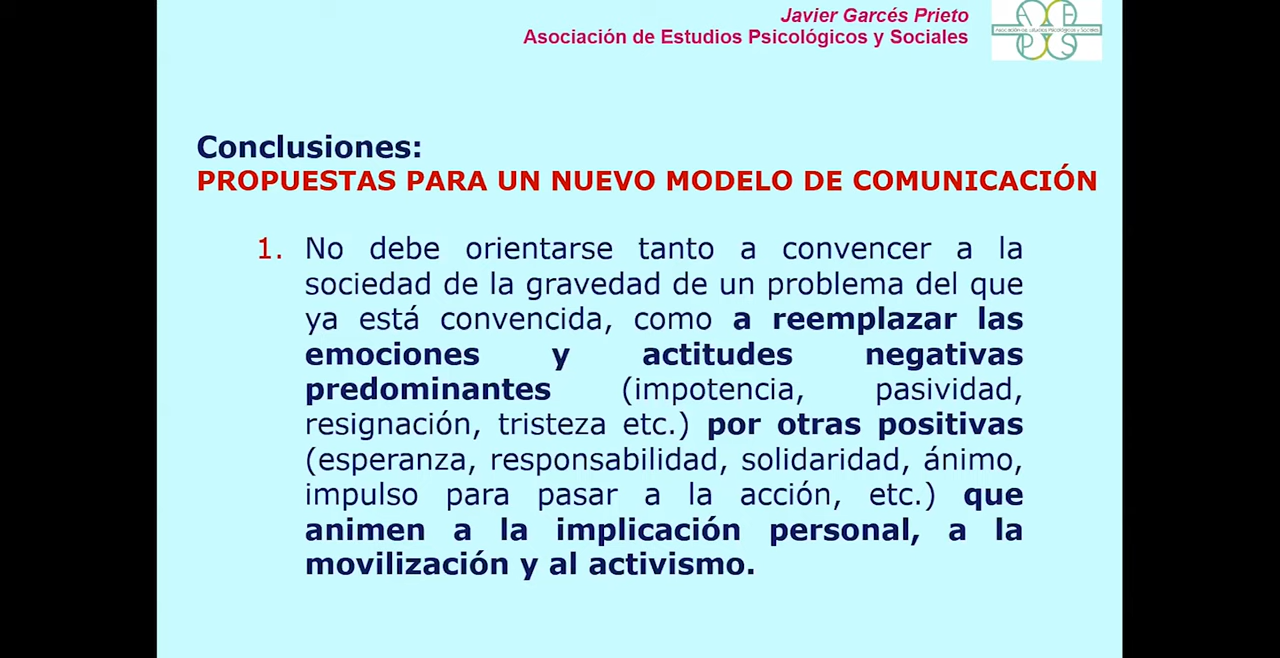 Javier Garcés Prieto
Asociación de Estudios Psicológicos y Sociales
Conclusiones:
PROPUESTAS PARA UN NUEVO MODELO DE COMUNICACIÓN
1. No debe orientarse tanto a convencer a la
sociedad de la gravedad de un problema del que
ya está convencida, como a reemplazar las
emociones y actitudes negativas
predominantes (impotencia, pasividad,
resignación, tristeza etc.) por otras positivas
(esperanza, responsabilidad, solidaridad, ánimo,
impulso para pasar a la acción, etc.) que
animen a la implicación personal, a la
movilización y al activismo.